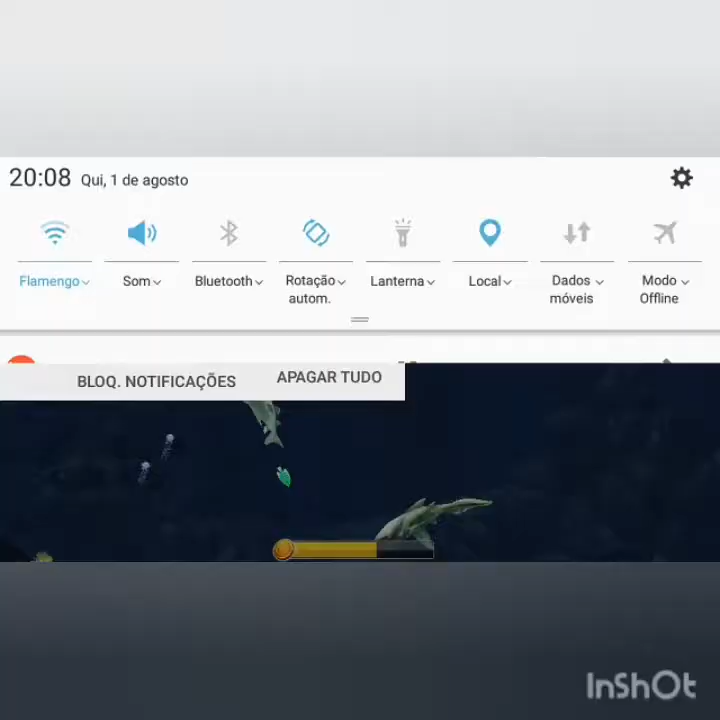 20:08 Qui, 1 de agosto
Flamengo Som Bluetooth Rotação autom. Lanterna Local Dados móveis Modo Offline
BLOQ. NOTIFICAÇÕES APAGAR TUDO
InShOt